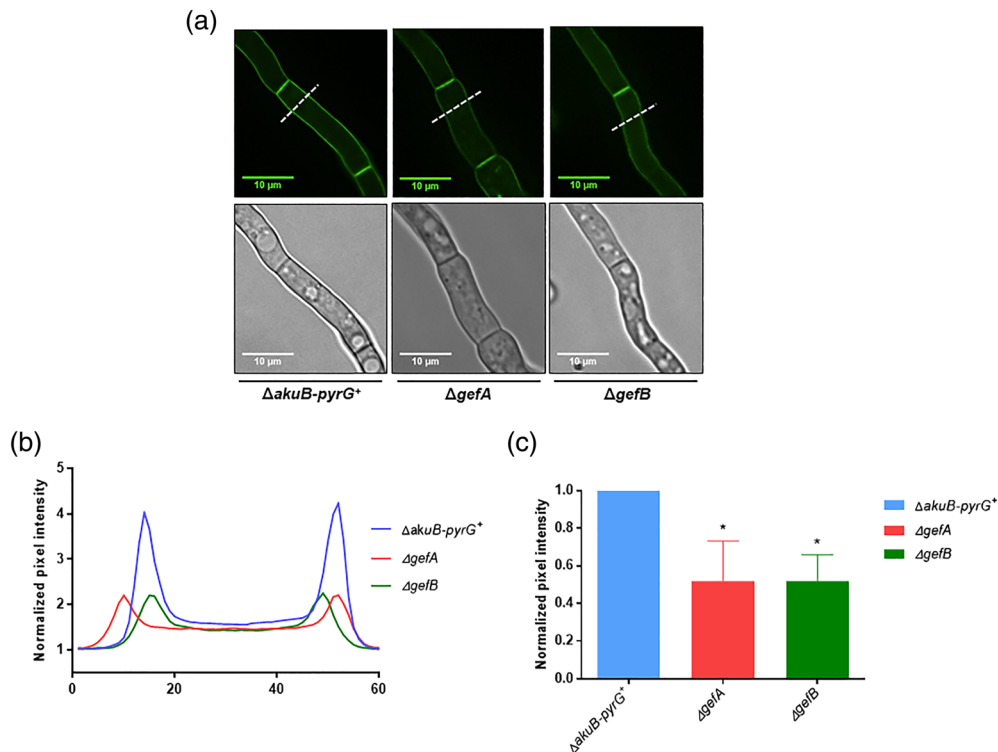 (a)
10 µm
10 µm
10 µm
10 µm
10 µm
10 µm
ΔakuB-pyrG+
ΔgefA
ΔgefB
(b)
Normalized pixel intensity
5
4
3
2
1
0
20
40
60
ΔakuB-pyrG+
ΔgefA
ΔgefB
(c)
Normalized pixel intensity
1.0
0.8
0.6
0.4
0.2
0.0
*
*
ΔakuB-pyrG+
ΔgefA
ΔgefB
ΔakuB-pyrG+
ΔgefA
ΔgefB